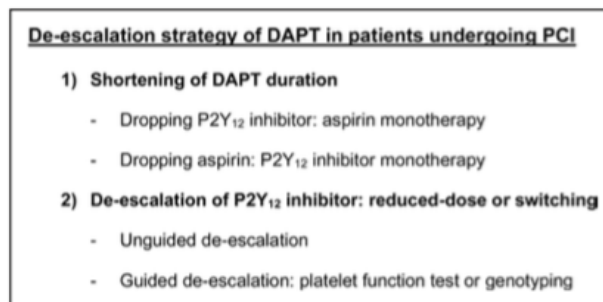 De-escalation strategy of DAPT in patients undergoing PCI
1) Shortening of DAPT duration
- Dropping P2Y₁₂ inhibitor: aspirin monotherapy
- Dropping aspirin: P2Y₁₂ inhibitor monotherapy
2) De-escalation of P2Y₁₂ inhibitor: reduced-dose or switching
- Unguided de-escalation
- Guided de-escalation: platelet function test or genotyping